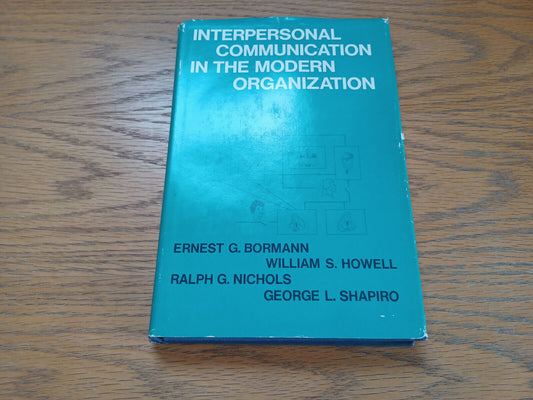 INTERPERSONAL
COMMUNICATION
IN THE MODERN
ORGANIZATION
ERNEST G. BORMANN
WILLIAM S. HOWELL
RALPH G. NICHOLS
GEORGE L. SHAPIRO